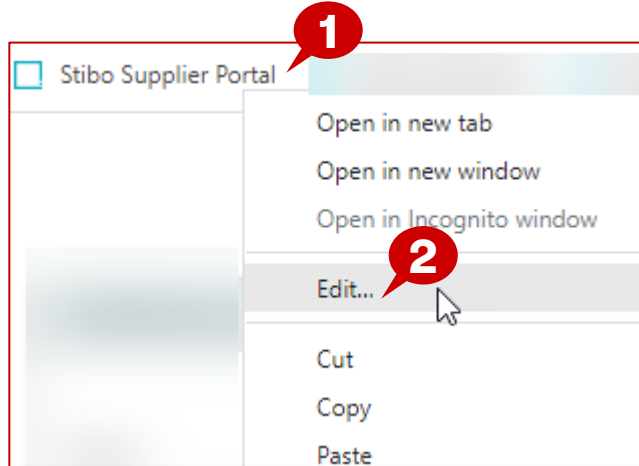 1
Stibo Supplier Portal
Open in new tab
Open in new window
Open in Incognito window
2
Edit...
Cut
Copy
Paste